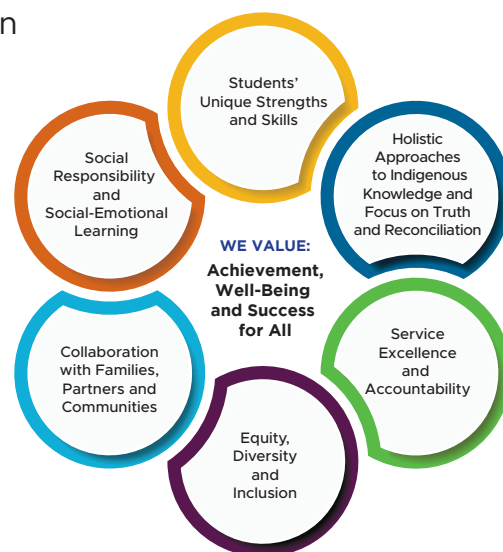 n
Students’
Unique Strengths
and Skills
Holistic
Approaches
to Indigenous
Knowledge and
Focus on Truth
and Reconciliation
Service
Excellence
and
Accountability
Equity,
Diversity
and
Inclusion
Collaboration
with Families,
Partners and
Communities
Social
Responsibility
and
Social-Emotional
Learning
WE VALUE:
Achievement,
Well-Being
and Success
for All